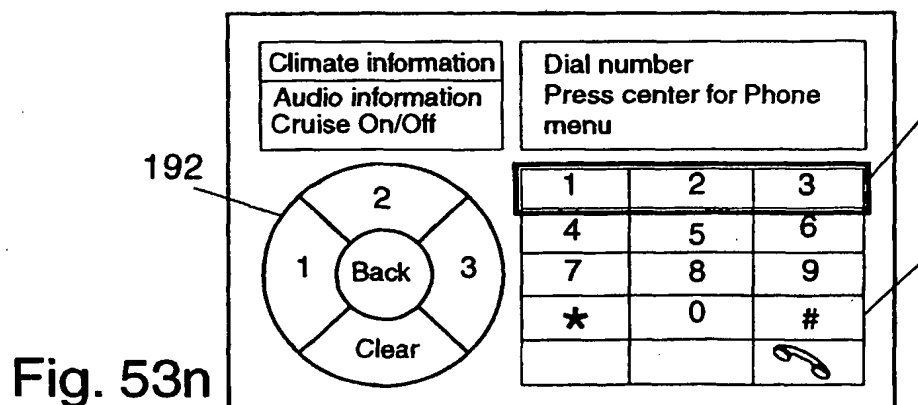 Climate information
Audio information
Cruise On/Off
Dial number
Press center for Phone
menu
192
2
1 Back 3
Clear
1 2 3
4 5 6
7 8 9
* 0 #
Fig. 53n